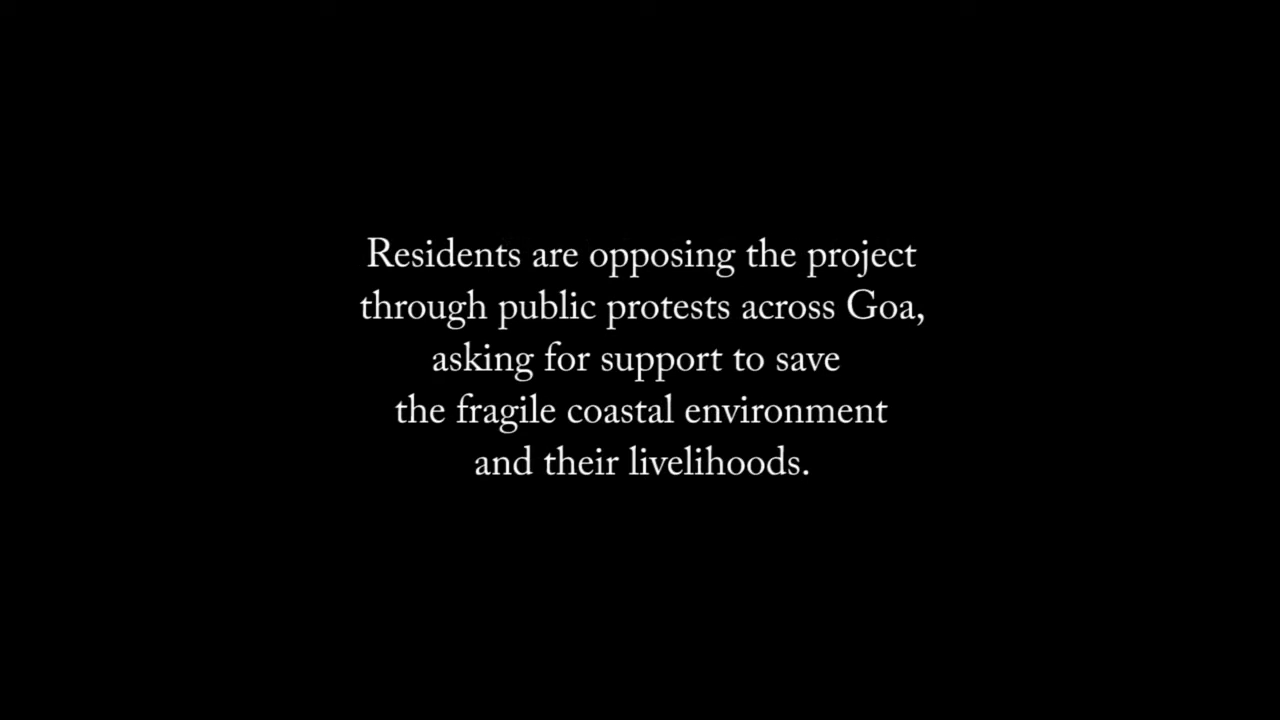 Residents are opposing the project
through public protests across Goa,
asking for support to save
the fragile coastal environment
and their livelihoods.